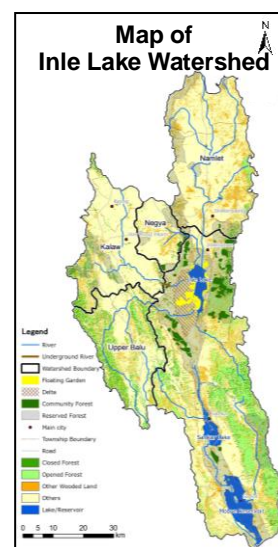 Map of
Inle Lake Watershed
N
Namlet
Negya
Kalaw
Upper Balu
Legend
River
Underground River
Watershed Boundary
Floating Garden
Delta
Community Forest
Reserved Forest
Main city
Township Boundary
Road
Closed Forest
Opened Forest
Other Wooded Land
Others
Lake/Reservoir
0 5 10 20 30
km